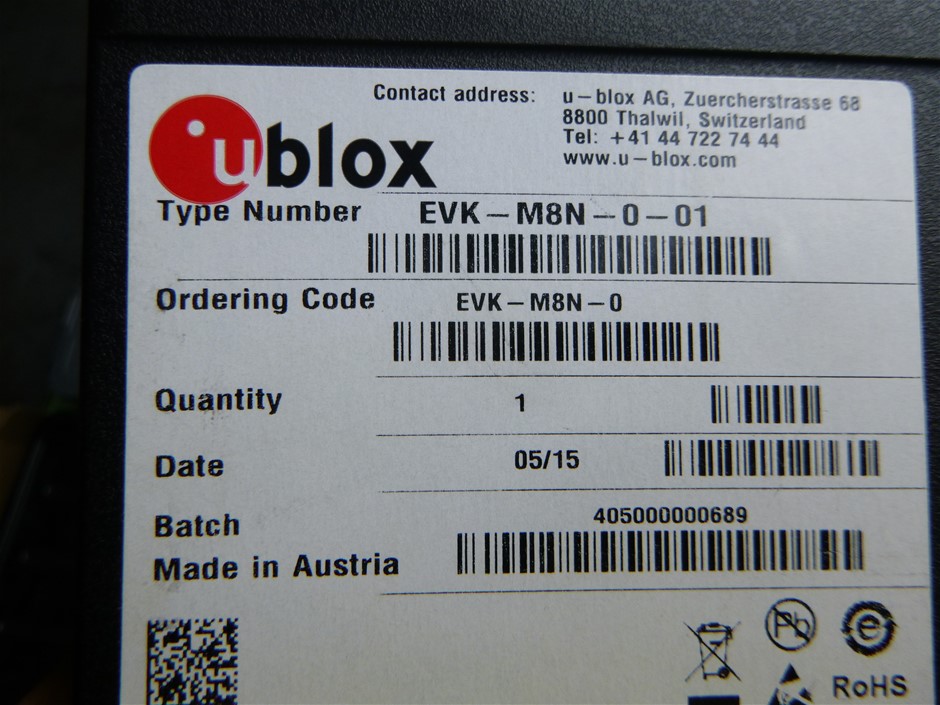 ublox
Contact address: u-blox AG, Zuercherstrasse 68
8800 Thalwil, Switzerland
Tel: +41 44 722 74 44
www.u-blox.com
Type Number EVK-M8N-0-01
Ordering Code EVK-M8N-0
Quantity 1
Date 05/15
Batch 405000000689
Made in Austria
Pb e
RoHS